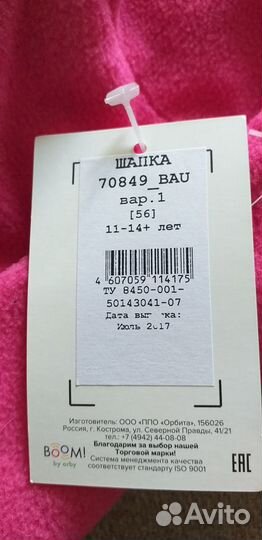 ШАПКА
70849_BAU
вар.1
[56]
11-14+ лет
4 607059 114175
ТУ 8450-001-
50143041-07
Дата
Июль 2017
Изготовитель: ООО «ППО «Орбита», 156026
Россия, г. Кострома, ул. Северной Правды, 41/21
тел.: +7 (4942) 44-08-08
Благодарим за выбор нашей
Торговой марки!
Система менеджмента качества
соответствует стандарту ISO 9001
BOOM!
by orby
EAC
Avito